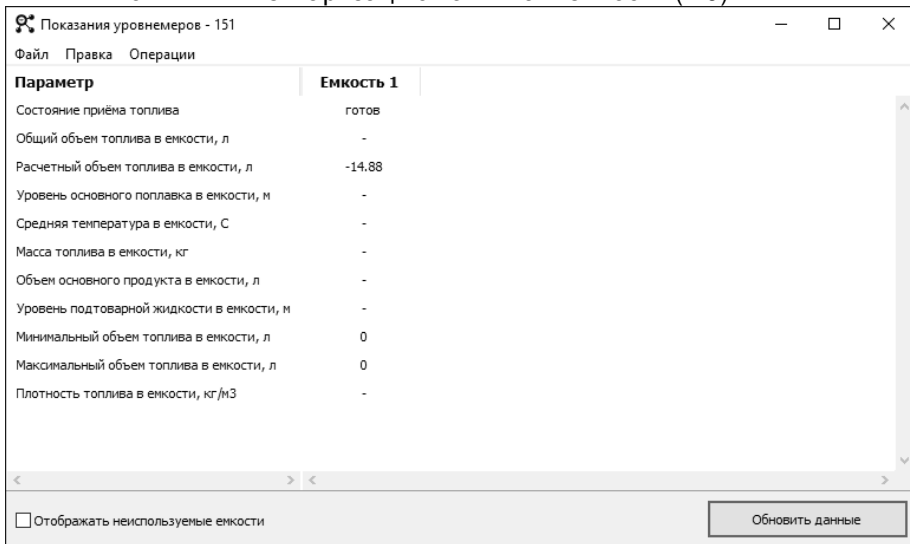 Показания уровнемеров - 151
Файл Правка Операции
Параметр Емкость 1
Состояние приёма топлива готов
Общий объем топлива в емкости, л -
Расчетный объем топлива в емкости, л -14.88
Уровень основного поплавка в емкости, м -
Средняя температура в емкости, С -
Масса топлива в емкости, кг -
Объем основного продукта в емкости, л -
Уровень подтоварной жидкости в емкости, м -
Минимальный объем топлива в емкости, л 0
Максимальный объем топлива в емкости, л 0
Плотность топлива в емкости, кг/м3 -
Отображать неиспользуемые емкости Обновить данные